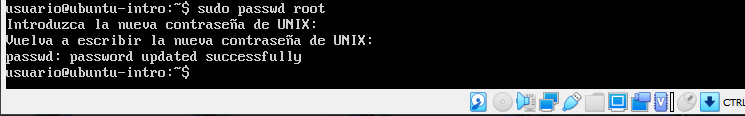 usuario@ubuntu-intro:~$ sudo passwd root
Introduzca la nueva contraseña de UNIX:
Vuelva a escribir la nueva contraseña de UNIX:
passwd: password updated successfully
usuario@ubuntu-intro:~$
V
CTRL